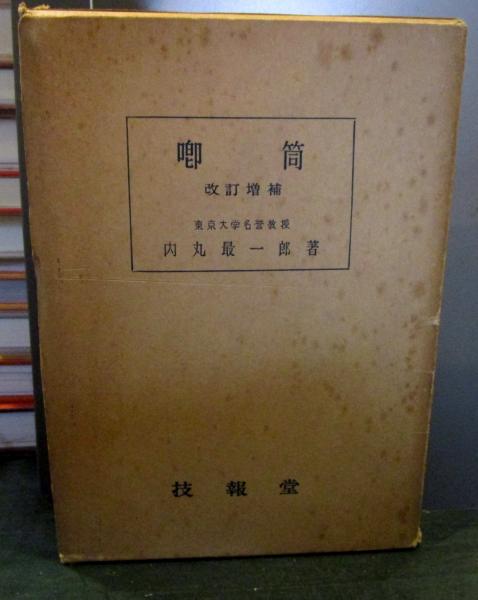 喞筒
改訂増補
東京大学名誉教授
内丸最一郎著
技報堂